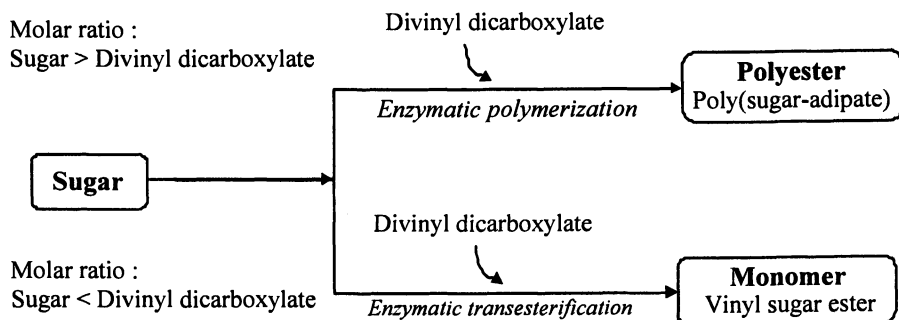 Molar ratio :
Sugar > Divinyl dicarboxylate
Divinyl dicarboxylate
Enzymatic polymerization
Polyester
Poly(sugar-adipate)
Sugar
Molar ratio :
Sugar < Divinyl dicarboxylate
Divinyl dicarboxylate
Enzymatic transesterification
Monomer
Vinyl sugar ester